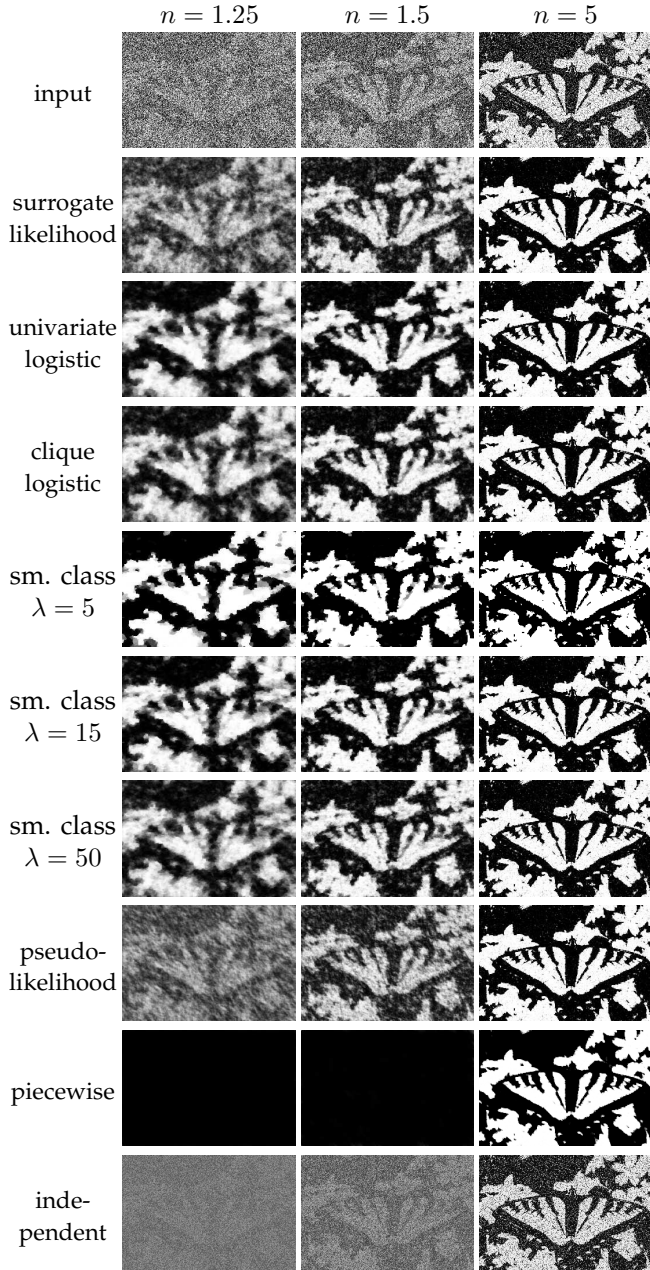 n = 1.25 n = 1.5 n = 5
input
surrogate
likelihood
univariate
logistic
clique
logistic
sm. class
λ = 5
sm. class
λ = 15
sm. class
λ = 50
pseudo-
likelihood
piecewise
inde-
pendent